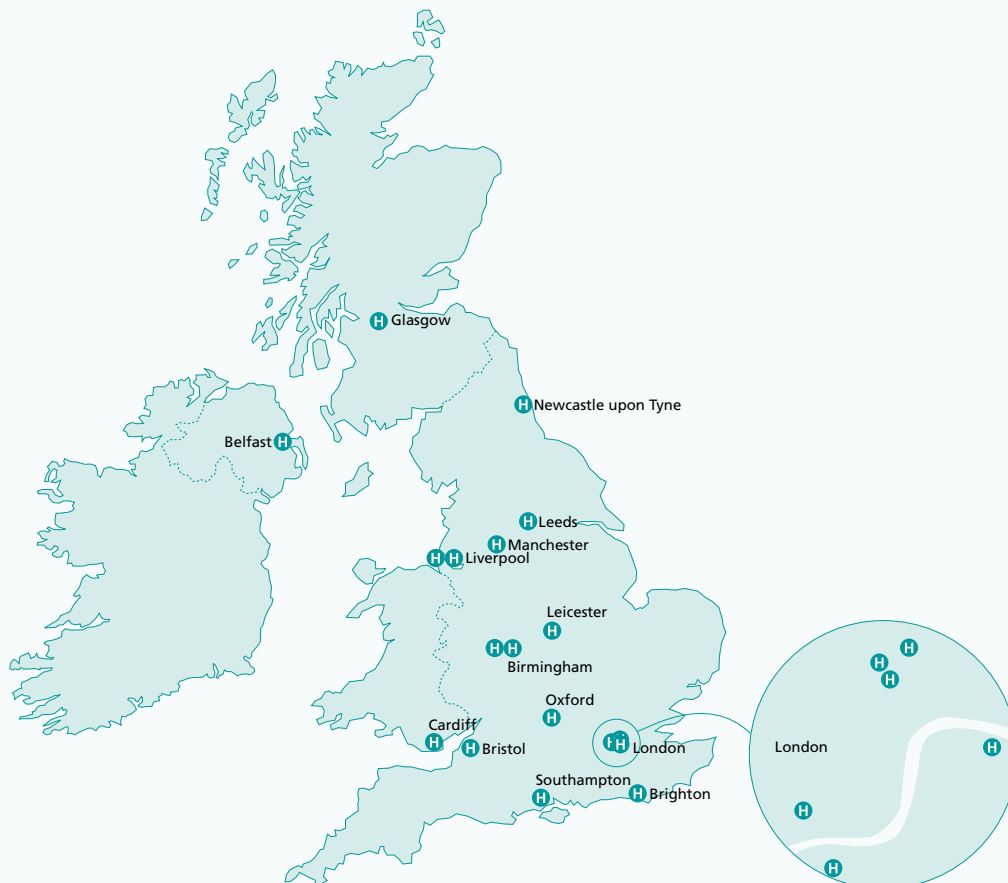 H Glasgow
H Newcastle upon Tyne
Belfast H
H Leeds
H Manchester
H H Liverpool
Leicester
H
H H
Birmingham
Oxford
H
Cardiff
H
H Bristol
H H London
Southampton
H
H Brighton
H
H
H
London
H
H
H